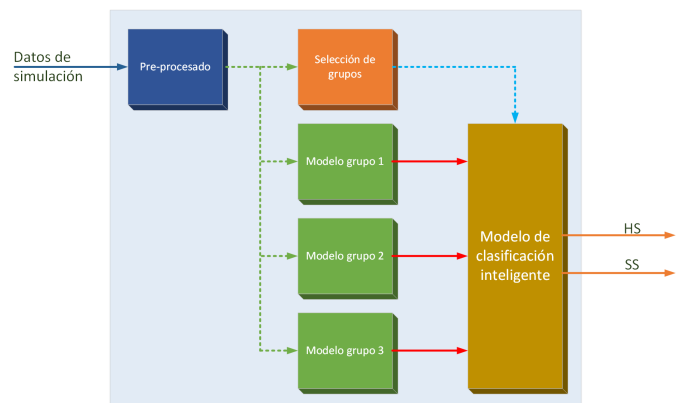 Datos de
simulación
Pre-procesado
Selección de
grupos
Modelo grupo 1
Modelo grupo 2
Modelo grupo 3
Modelo de
clasificación
inteligente
HS
SS